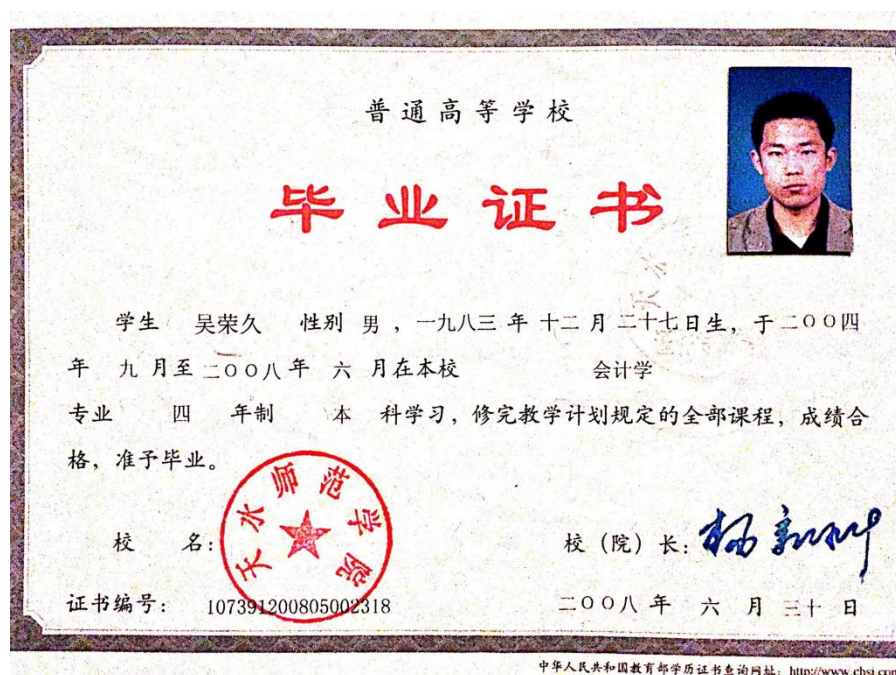 普通高等学校
毕业证书
学生 吴荣久 性别 男 ，一九八三 年 十二 月 二十七日生，于 二〇〇四
年 九 月至 二〇〇八 年 六 月在本校 会计学
专业 四 年制 本 科学习，修完教学计划规定的全部课程，成绩合
格，准予毕业。
天水师范学院
校 名： 校（院）长：
证书编号： 107391200805002318 二〇〇八 年 六 月 三十 日
中华人民共和国教育部学历证书查询网址：http://www.chsi.com